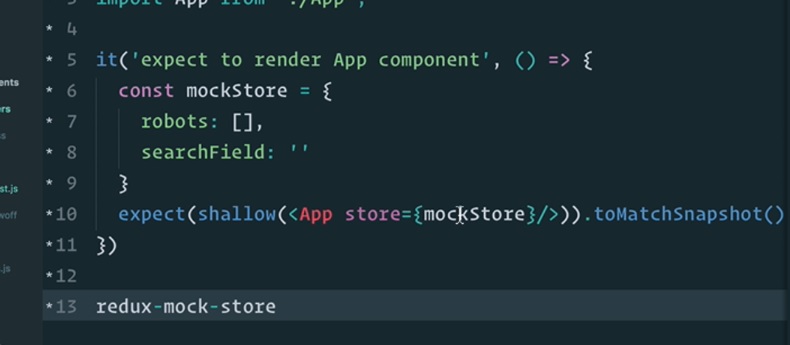 3 import App from './App';
* 4
* 5 it('expect to render App component', () => {
* 6 const mockStore = {
* 7 robots: [],
* 8 searchField: ''
* 9 }
*10 expect(shallow(<App store={mockStore}/>)).toMatchSnapshot()
*11 })
*12
*13 redux-mock-store
ents
ers
ss
st.js
woff
.js